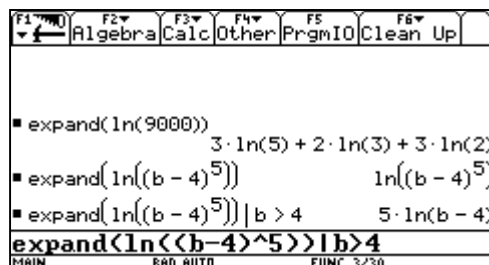 F1 F2 Algebra F3 Calc F4 Other F5 PrgmIO F6 Clean Up
▪ expand(ln(9000))
3·ln(5) + 2·ln(3) + 3·ln(2)
▪ expand(ln((b - 4)^5)) ln((b - 4)^5)
▪ expand(ln((b - 4)^5)) | b > 4 5·ln(b - 4)
expand(ln((b-4)^5))|b>4
MAIN RAD AUTO FUNC 3/30